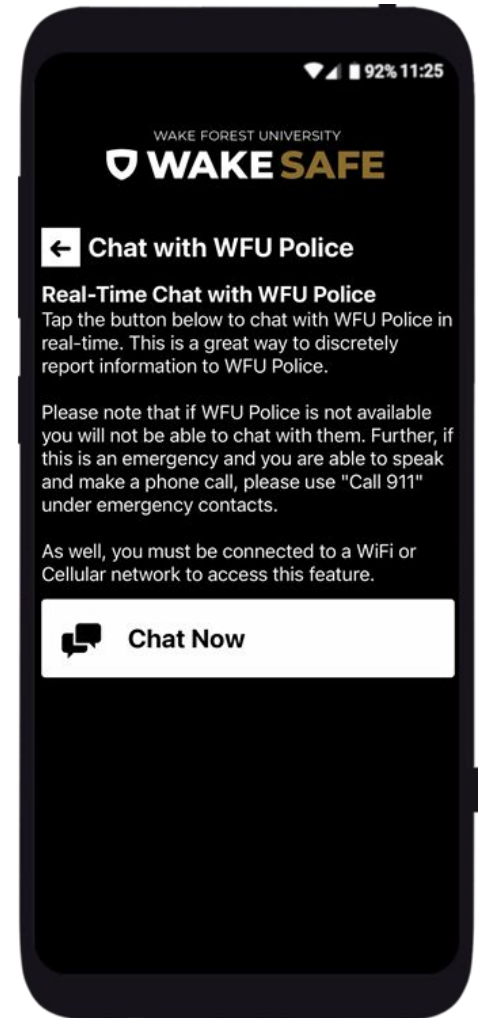 92% 11:25
WAKE FOREST UNIVERSITY
WAKE SAFE
Chat with WFU Police
Real-Time Chat with WFU Police
Tap the button below to chat with WFU Police in
real-time. This is a great way to discretely
report information to WFU Police.
Please note that if WFU Police is not available
you will not be able to chat with them. Further, if
this is an emergency and you are able to speak
and make a phone call, please use "Call 911"
under emergency contacts.
As well, you must be connected to a WiFi or
Cellular network to access this feature.
Chat Now